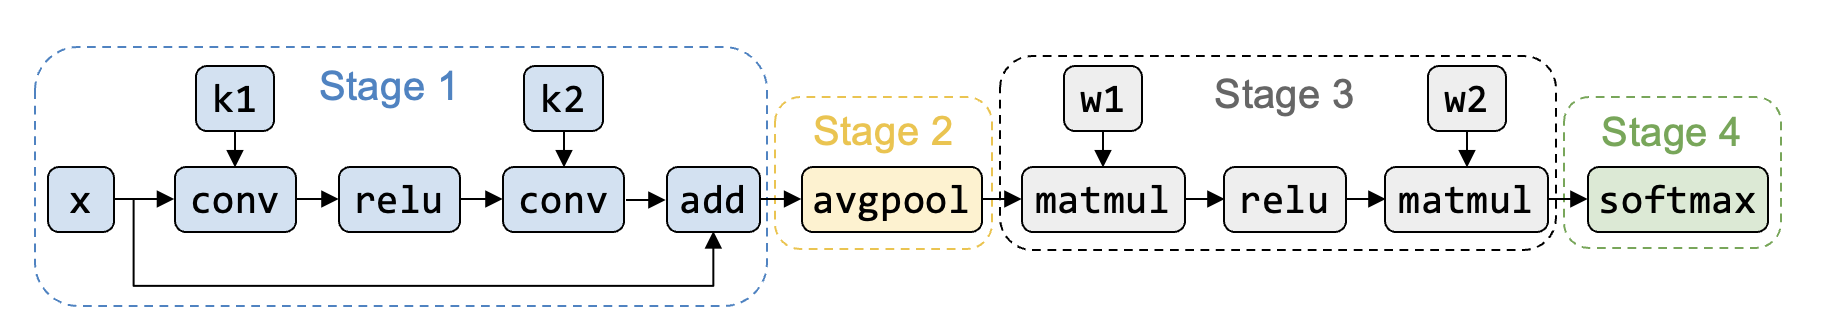 Stage 1
k1
k2
x
conv
relu
conv
add
Stage 2
avgpool
Stage 3
w1
w2
matmul
relu
matmul
Stage 4
softmax